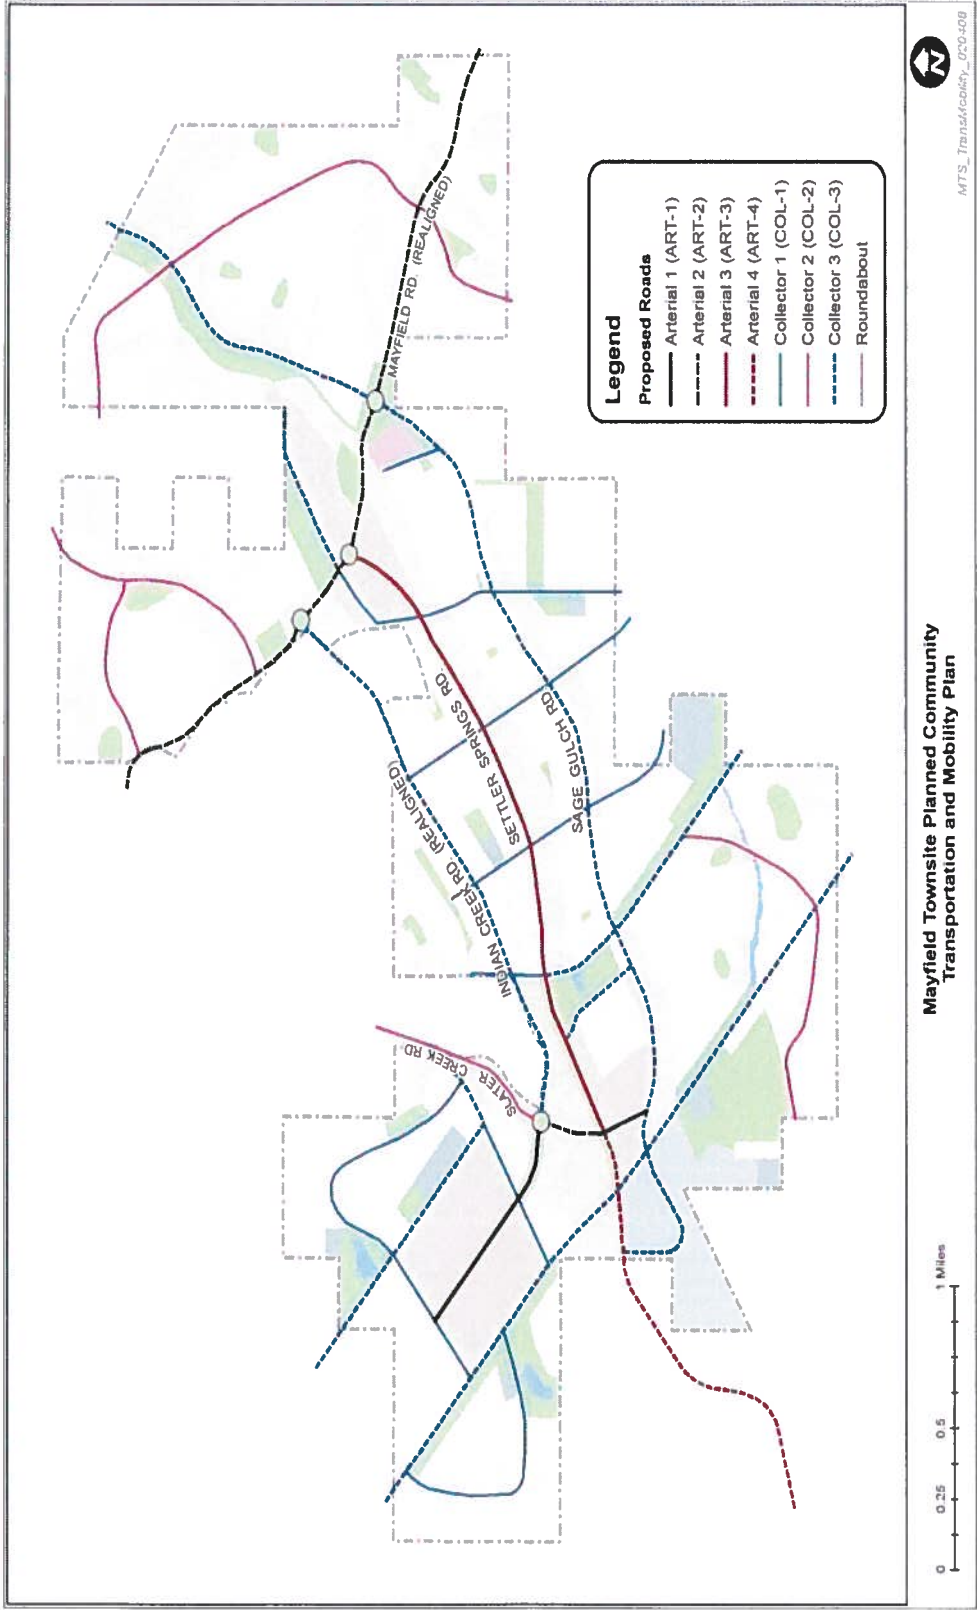 MAYFIELD RD. (REALIGNED)
SETTLER SPRINGS RD.
SAGE GULCH RD
INDIAN CREEK RD. (REALIGNED)
SLATER CREEK RD
Legend
Proposed Roads
Arterial 1 (ART-1)
Arterial 2 (ART-2)
Arterial 3 (ART-3)
Arterial 4 (ART-4)
Collector 1 (COL-1)
Collector 2 (COL-2)
Collector 3 (COL-3)
Roundabout
0 0.25 0.5 1 Miles
Mayfield Townsite Planned Community
Transportation and Mobility Plan
N
MTS_TransMobility_020408